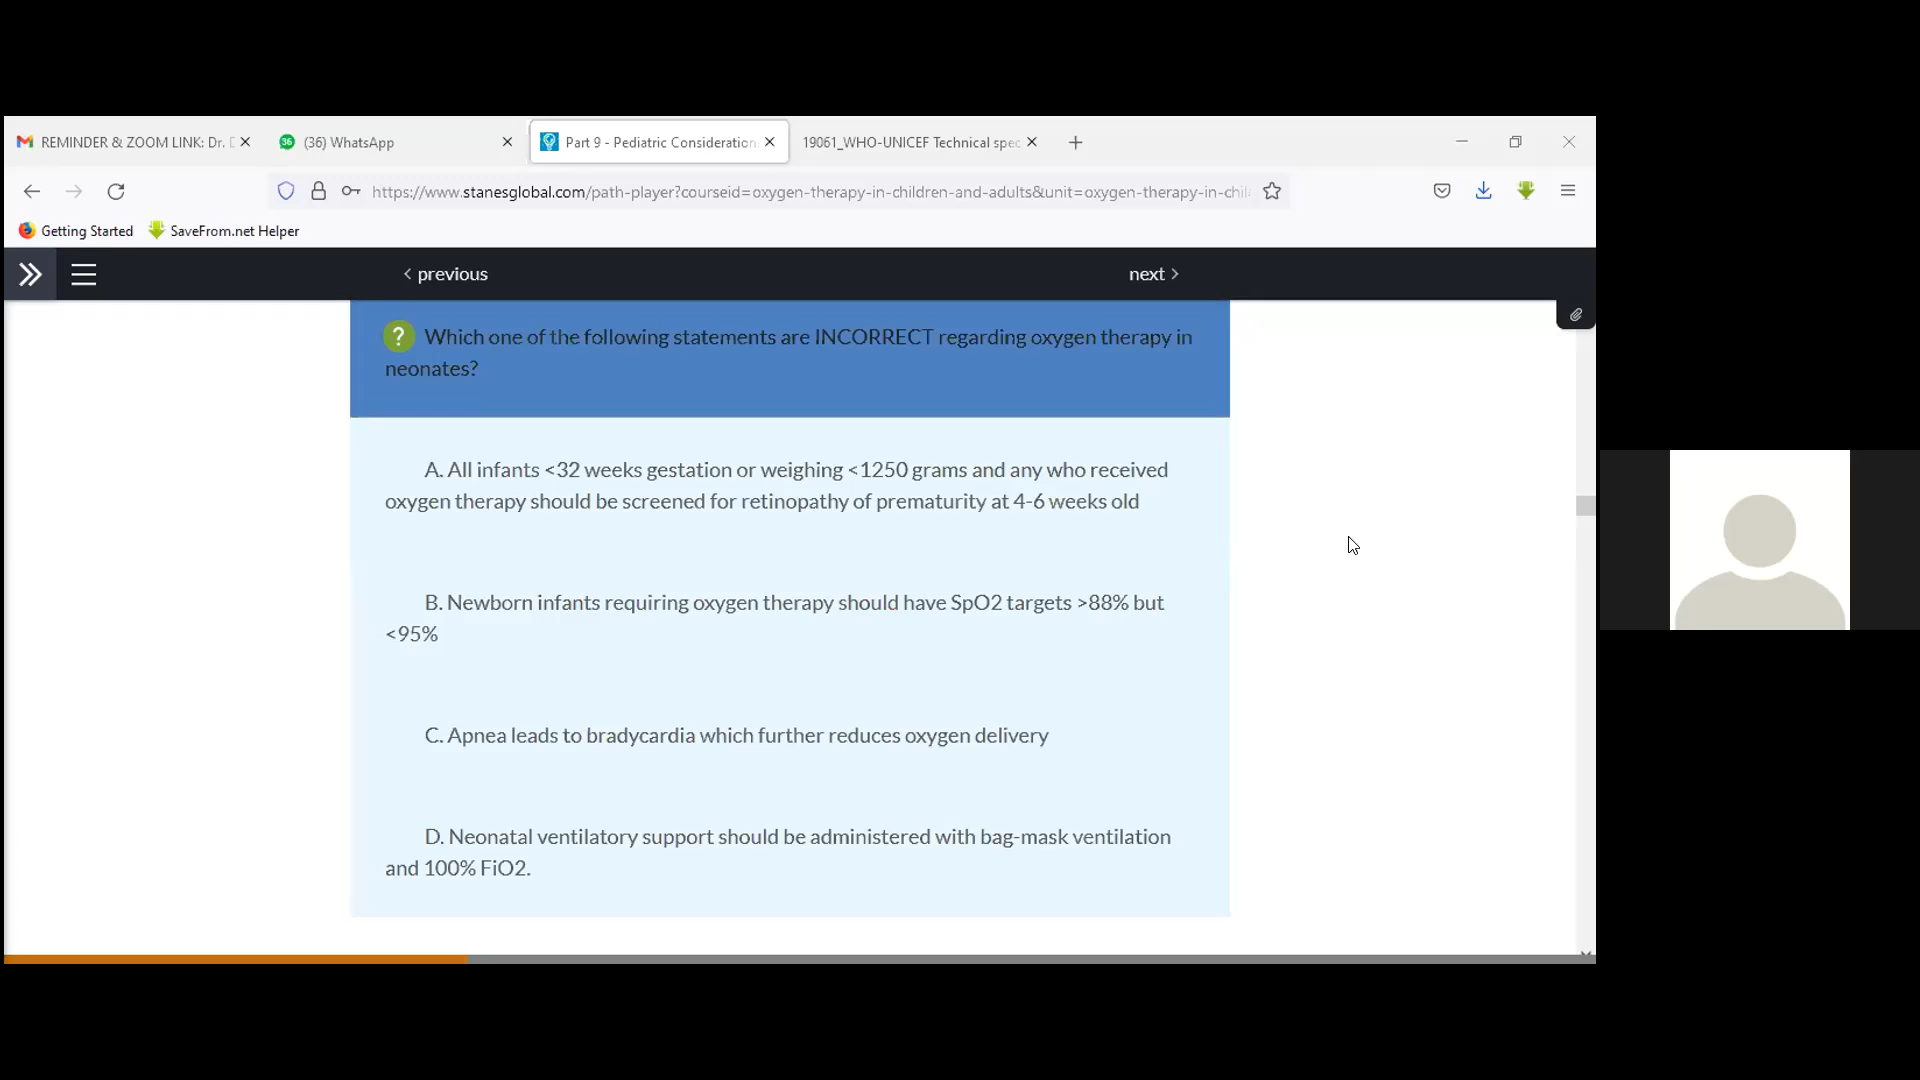 REMINDER & ZOOM LINK: Dr.
36 (36) WhatsApp
Part 9 - Pediatric Consideration
19061_WHO-UNICEF Technical spec
https://www.stanesglobal.com/path-player?courseid=oxygen-therapy-in-children-and-adults&unit=oxygen-therapy-in-chil
Getting Started
SaveFrom.net Helper
previous
next
? Which one of the following statements are INCORRECT regarding oxygen therapy in
neonates?
A. All infants <32 weeks gestation or weighing <1250 grams and any who received
oxygen therapy should be screened for retinopathy of prematurity at 4-6 weeks old
B. Newborn infants requiring oxygen therapy should have SpO2 targets >88% but
<95%
C. Apnea leads to bradycardia which further reduces oxygen delivery
D. Neonatal ventilatory support should be administered with bag-mask ventilation
and 100% FiO2.